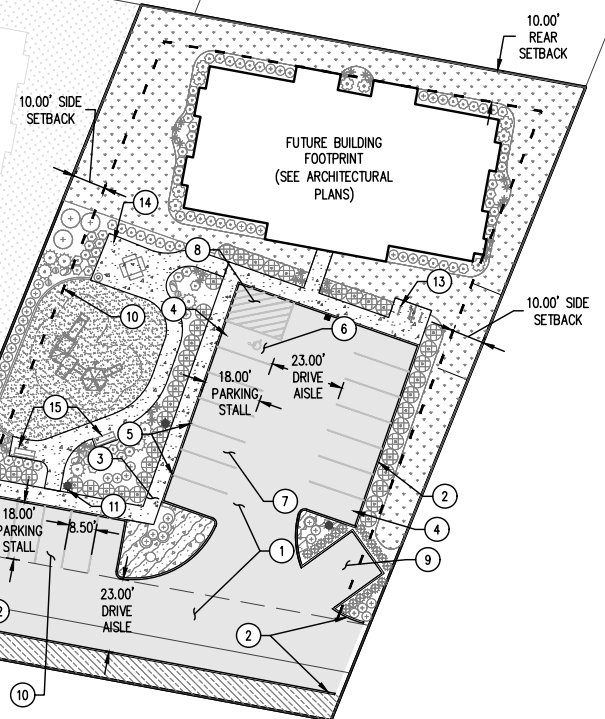 10.00'
REAR
SETBACK
10.00' SIDE
SETBACK
FUTURE BUILDING
FOOTPRINT
(SEE ARCHITECTURAL
PLANS)
14
8
13
4
10
6
10.00' SIDE
SETBACK
23.00'
DRIVE
AISLE
18.00'
PARKING
STALL
15
5
3
2
7
11
4
18.00'
PARKING
STALL
8.50'
1
9
23.00'
DRIVE
AISLE
2
2
10